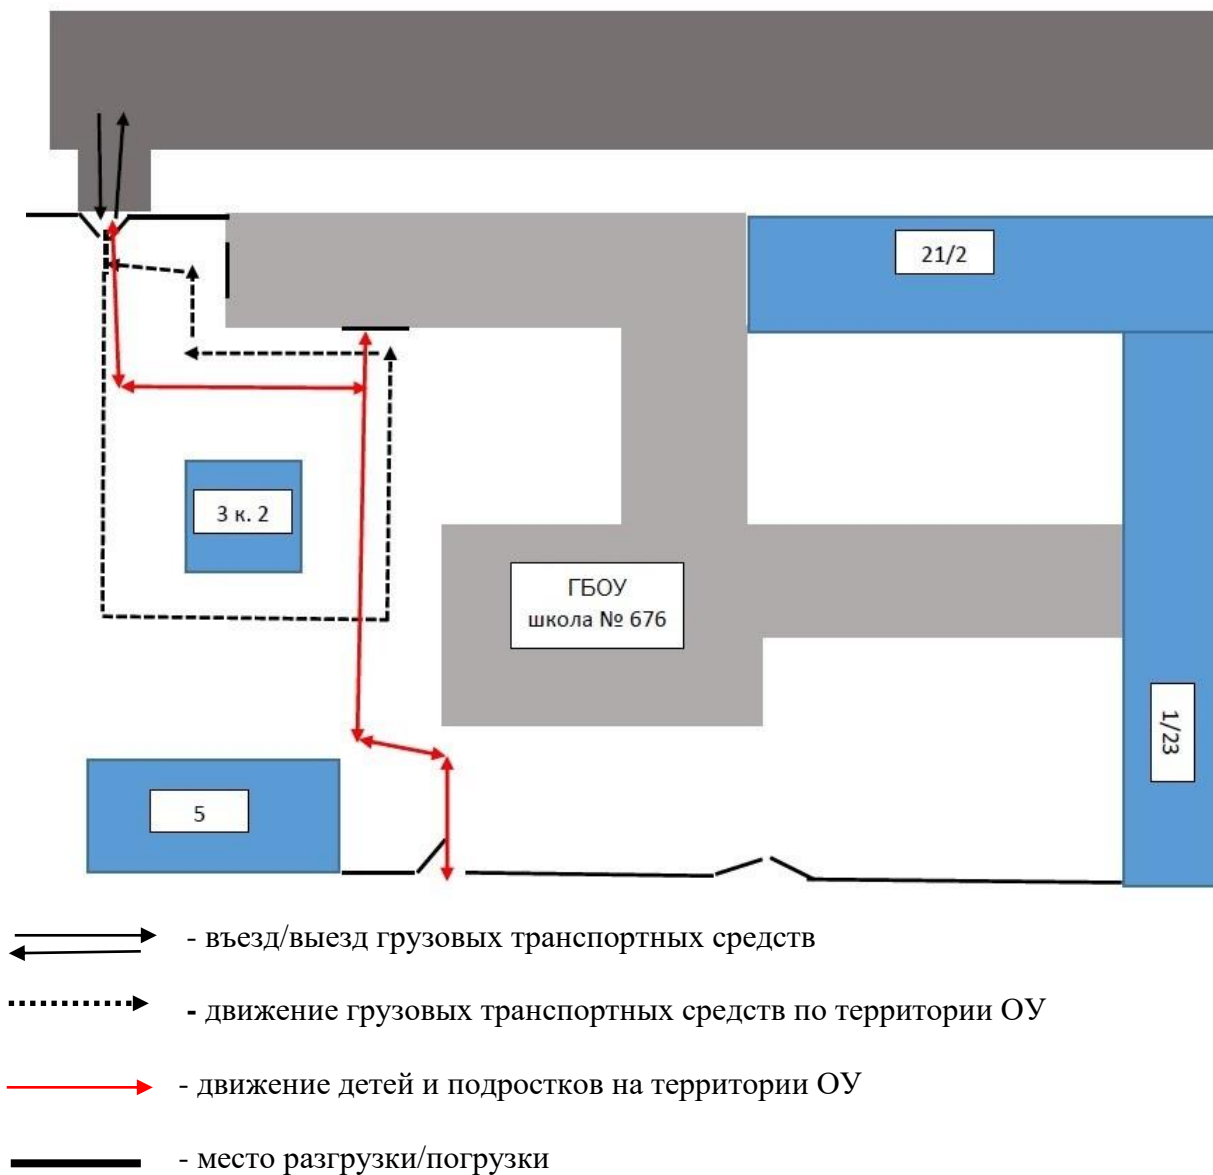 21/2
3 к. 2
ГБОУ
школа № 676
1/23
5
- въезд/выезд грузовых транспортных средств
- движение грузовых транспортных средств по территории ОУ
- движение детей и подростков на территории ОУ
- место разгрузки/погрузки